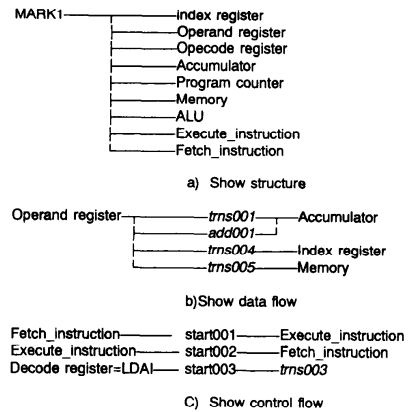 MARK1 index register
Operand register
Opecode register
Accumulator
Program counter
Memory
ALU
Execute_instruction
Fetch_instruction
a) Show structure
Operand register trns001 Accumulator
add001
trns004 Index register
trns005 Memory
b)Show data flow
Fetch_instruction start001 Execute_instruction
Execute_instruction start002 Fetch_instruction
Decode register=LDAI start003 trns003
C) Show control flow